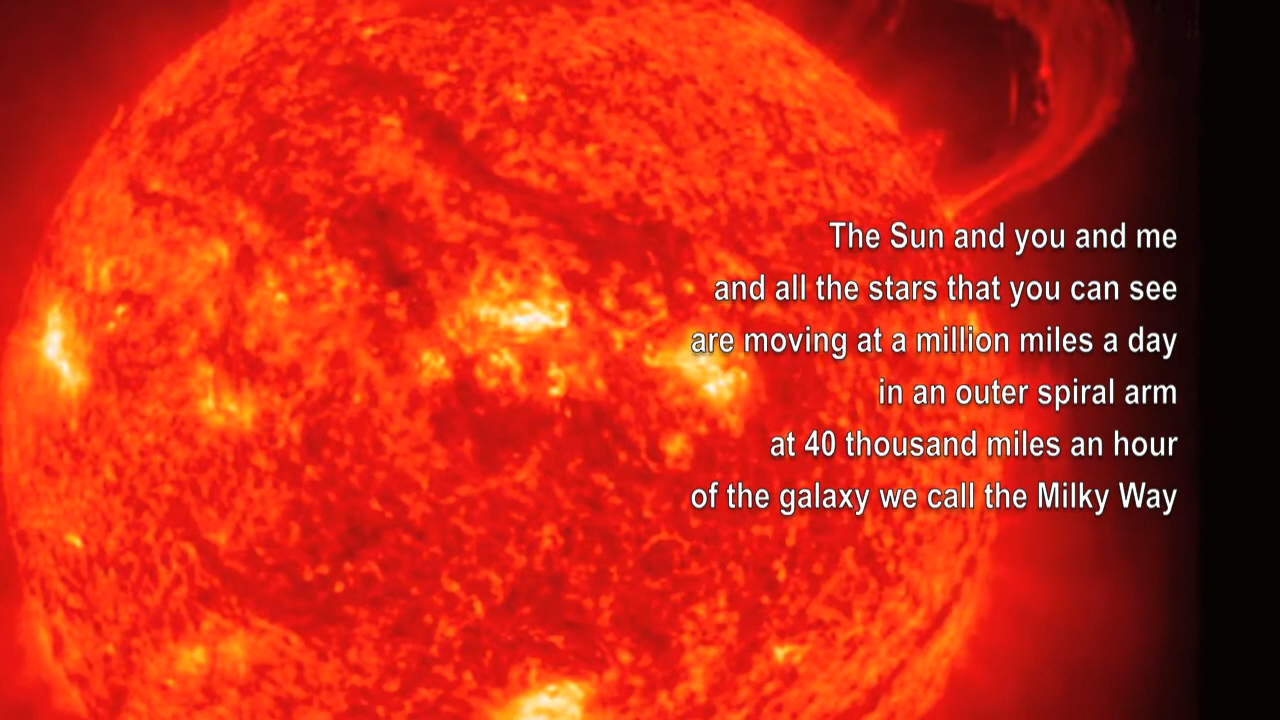 The Sun and you and me
and all the stars that you can see
are moving at a million miles a day
in an outer spiral arm
at 40 thousand miles an hour
of the galaxy we call the Milky Way